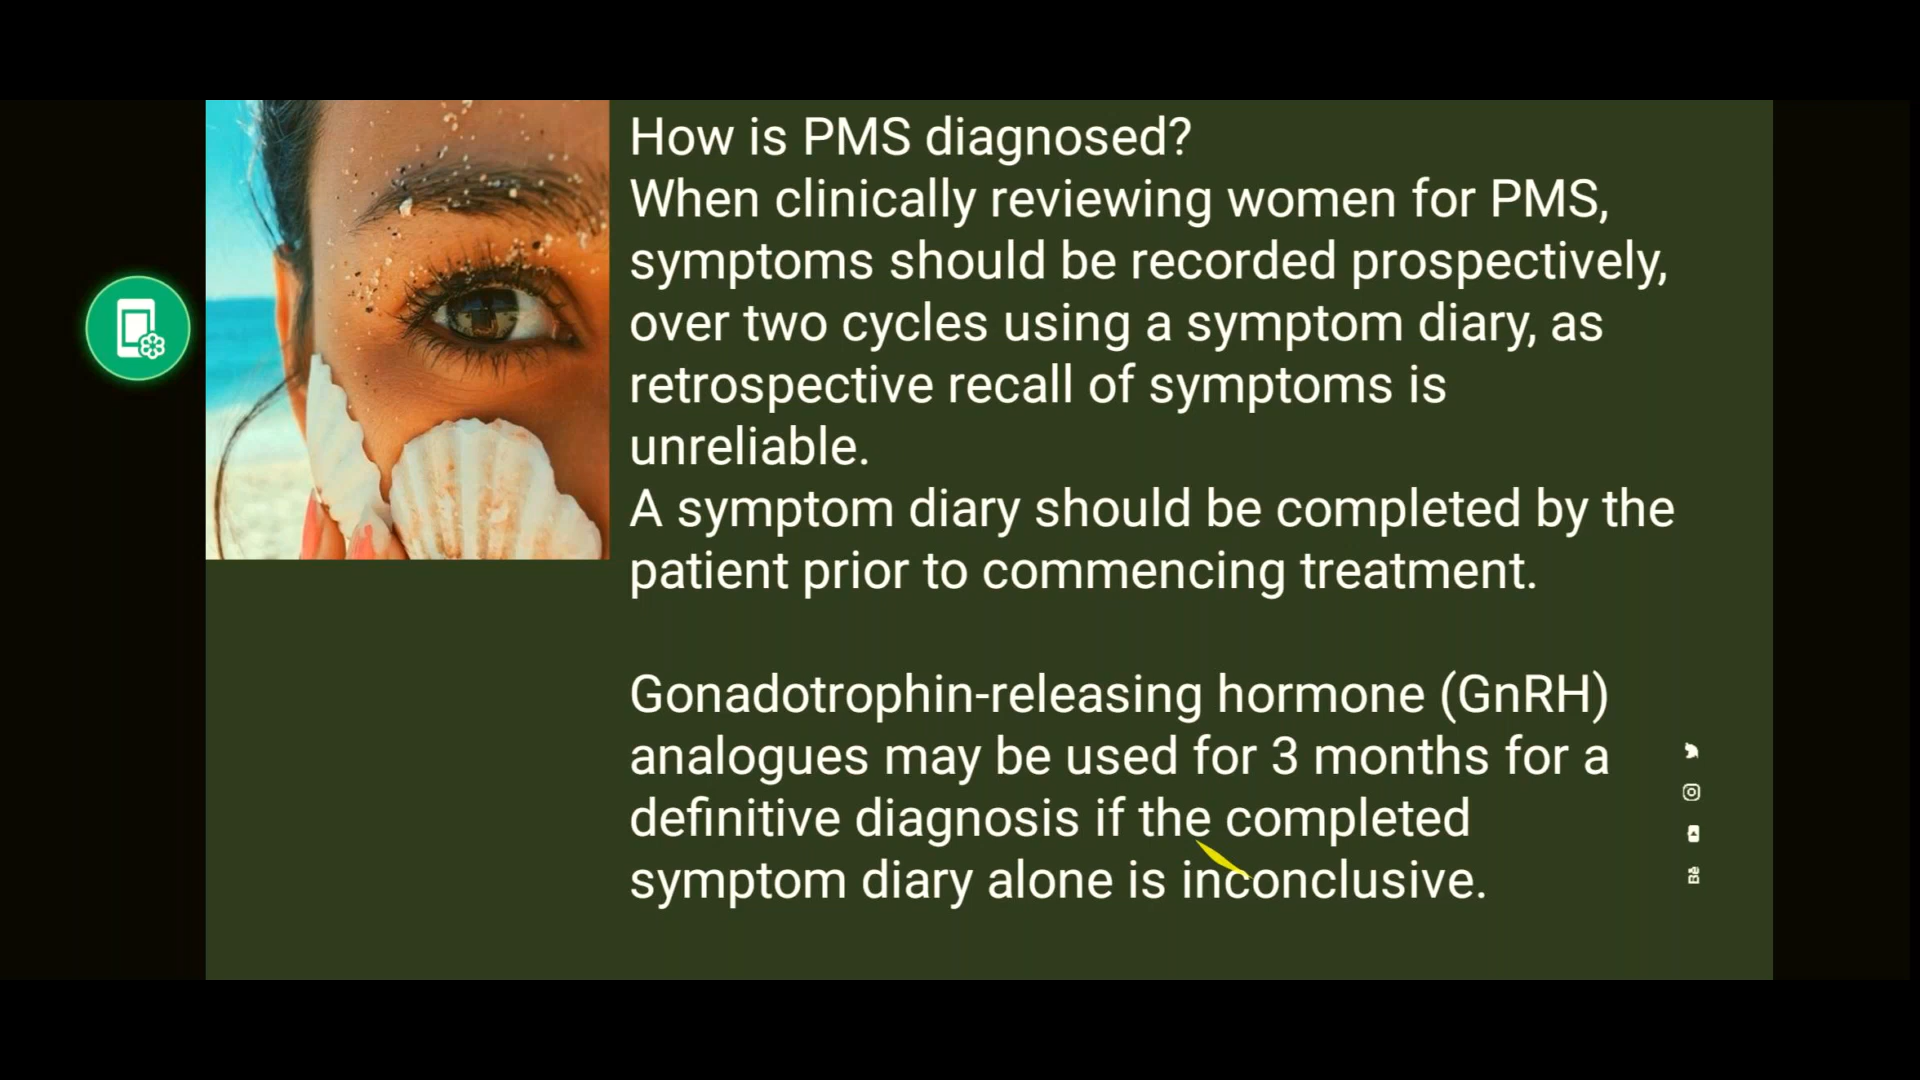 How is PMS diagnosed?
When clinically reviewing women for PMS,
symptoms should be recorded prospectively,
over two cycles using a symptom diary, as
retrospective recall of symptoms is
unreliable.
A symptom diary should be completed by the
patient prior to commencing treatment.
Gonadotrophin-releasing hormone (GnRH)
analogues may be used for 3 months for a
definitive diagnosis if the completed
symptom diary alone is inconclusive.
Bē